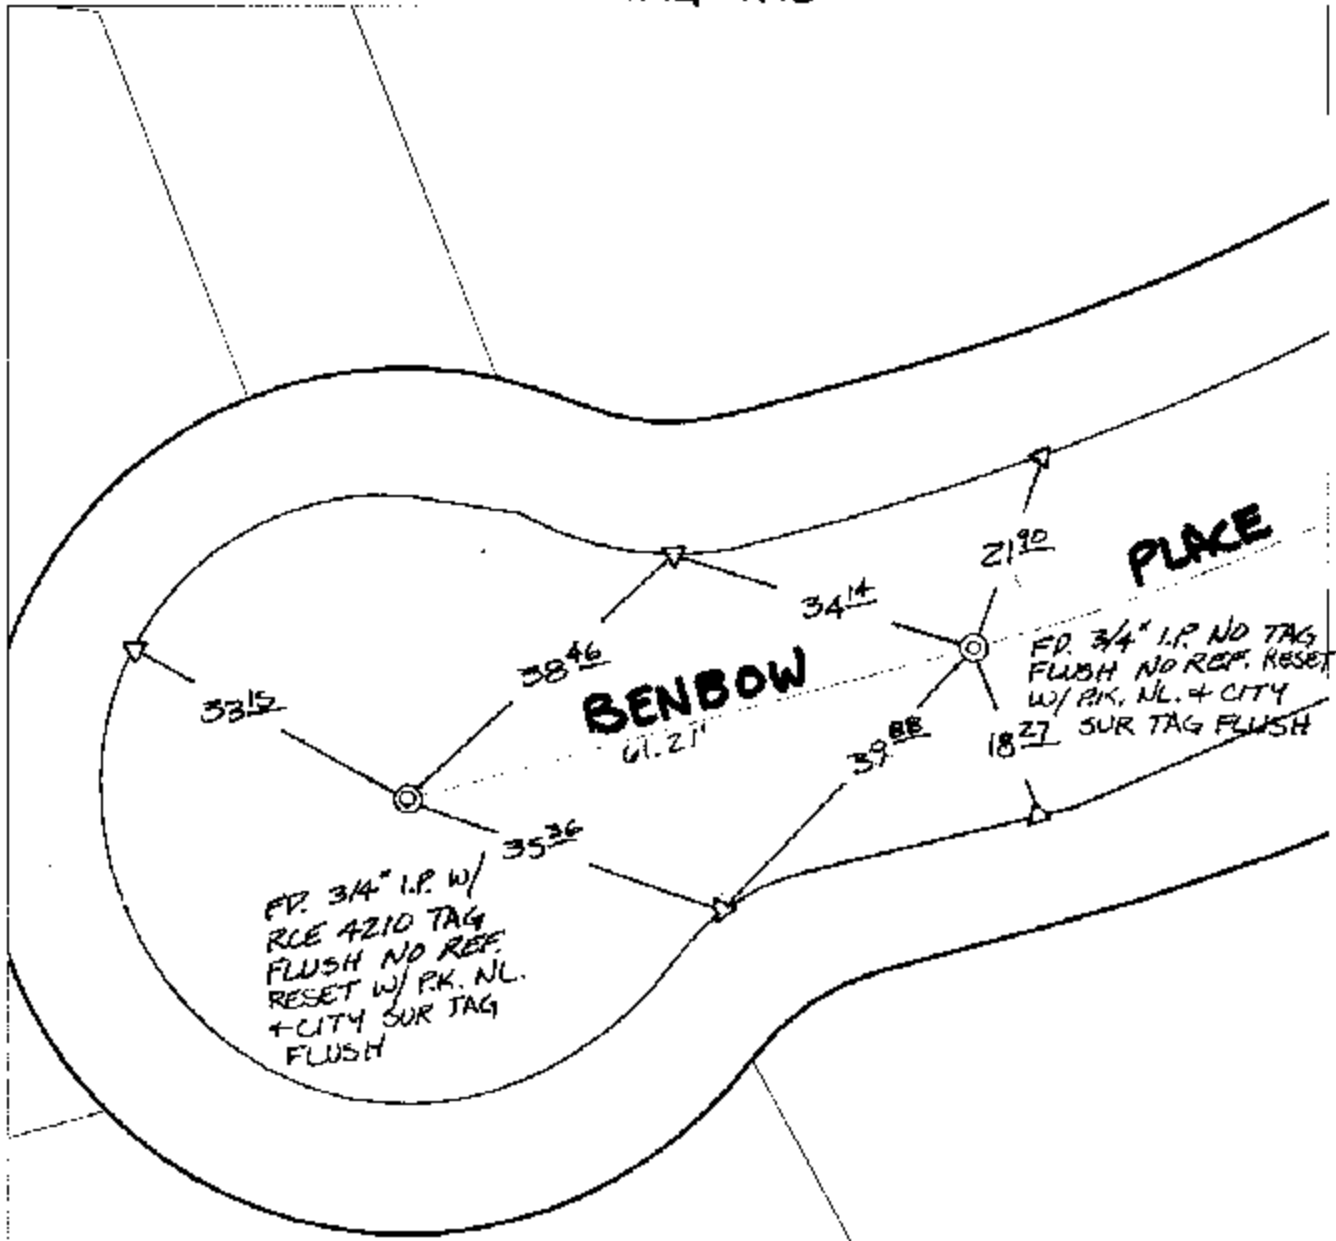 PLACE
21 90
34 14
38 46
33 15
BENBOW
61.21'
FD. 3/4" I.P. NO TAG
FLUSH NO REF. RESET
W/ P.K. NL. + CITY
SUR TAG FLUSH
39 88
18 27
35 36
FD. 3/4" I.P. W/
RCE 4210 TAG
FLUSH NO REF.
RESET W/ P.K. NL.
+ CITY SUR TAG
FLUSH